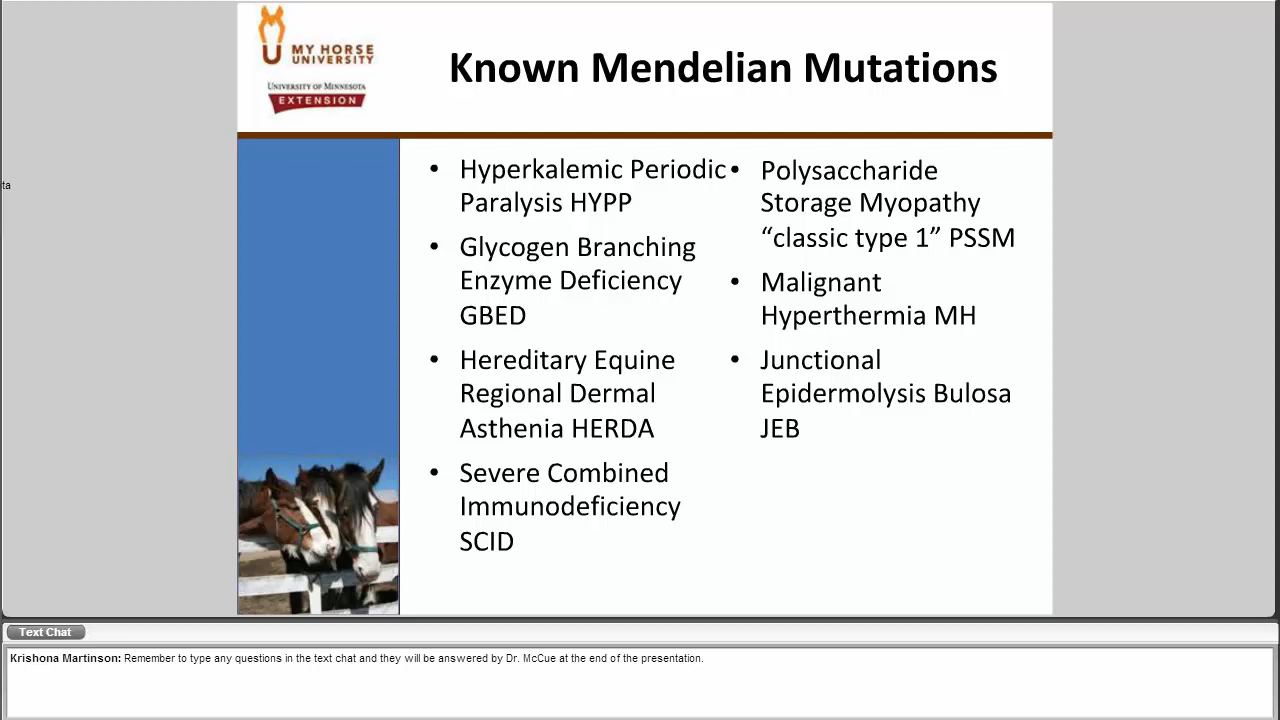 MY HORSE
UNIVERSITY
UNIVERSITY OF MINNESOTA
EXTENSION
Known Mendelian Mutations
• Hyperkalemic Periodic
Paralysis HYPP
• Glycogen Branching
Enzyme Deficiency
GBED
• Hereditary Equine
Regional Dermal
Asthenia HERDA
• Severe Combined
Immunodeficiency
SCID
• Polysaccharide
Storage Myopathy
“classic type 1” PSSM
• Malignant
Hyperthermia MH
• Junctional
Epidermolysis Bulosa
JEB
ta
Text Chat
Krishona Martinson: Remember to type any questions in the text chat and they will be answered by Dr. McCue at the end of the presentation.